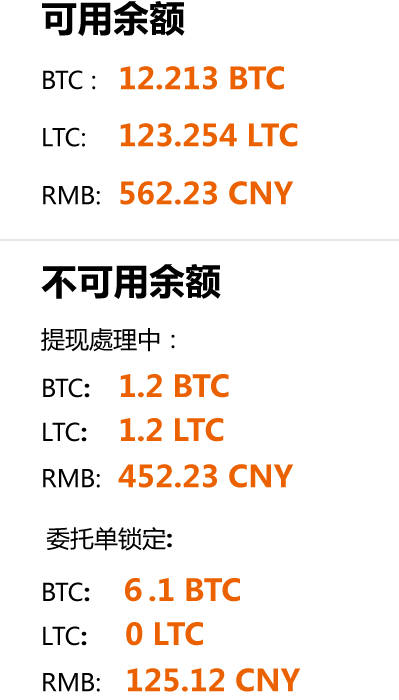 可用余额
BTC : 12.213 BTC
LTC: 123.254 LTC
RMB: 562.23 CNY
不可用余额
提现處理中：
BTC: 1.2 BTC
LTC: 1.2 LTC
RMB: 452.23 CNY
委托单锁定:
BTC: 6 .1 BTC
LTC: 0 LTC
RMB: 125.12 CNY